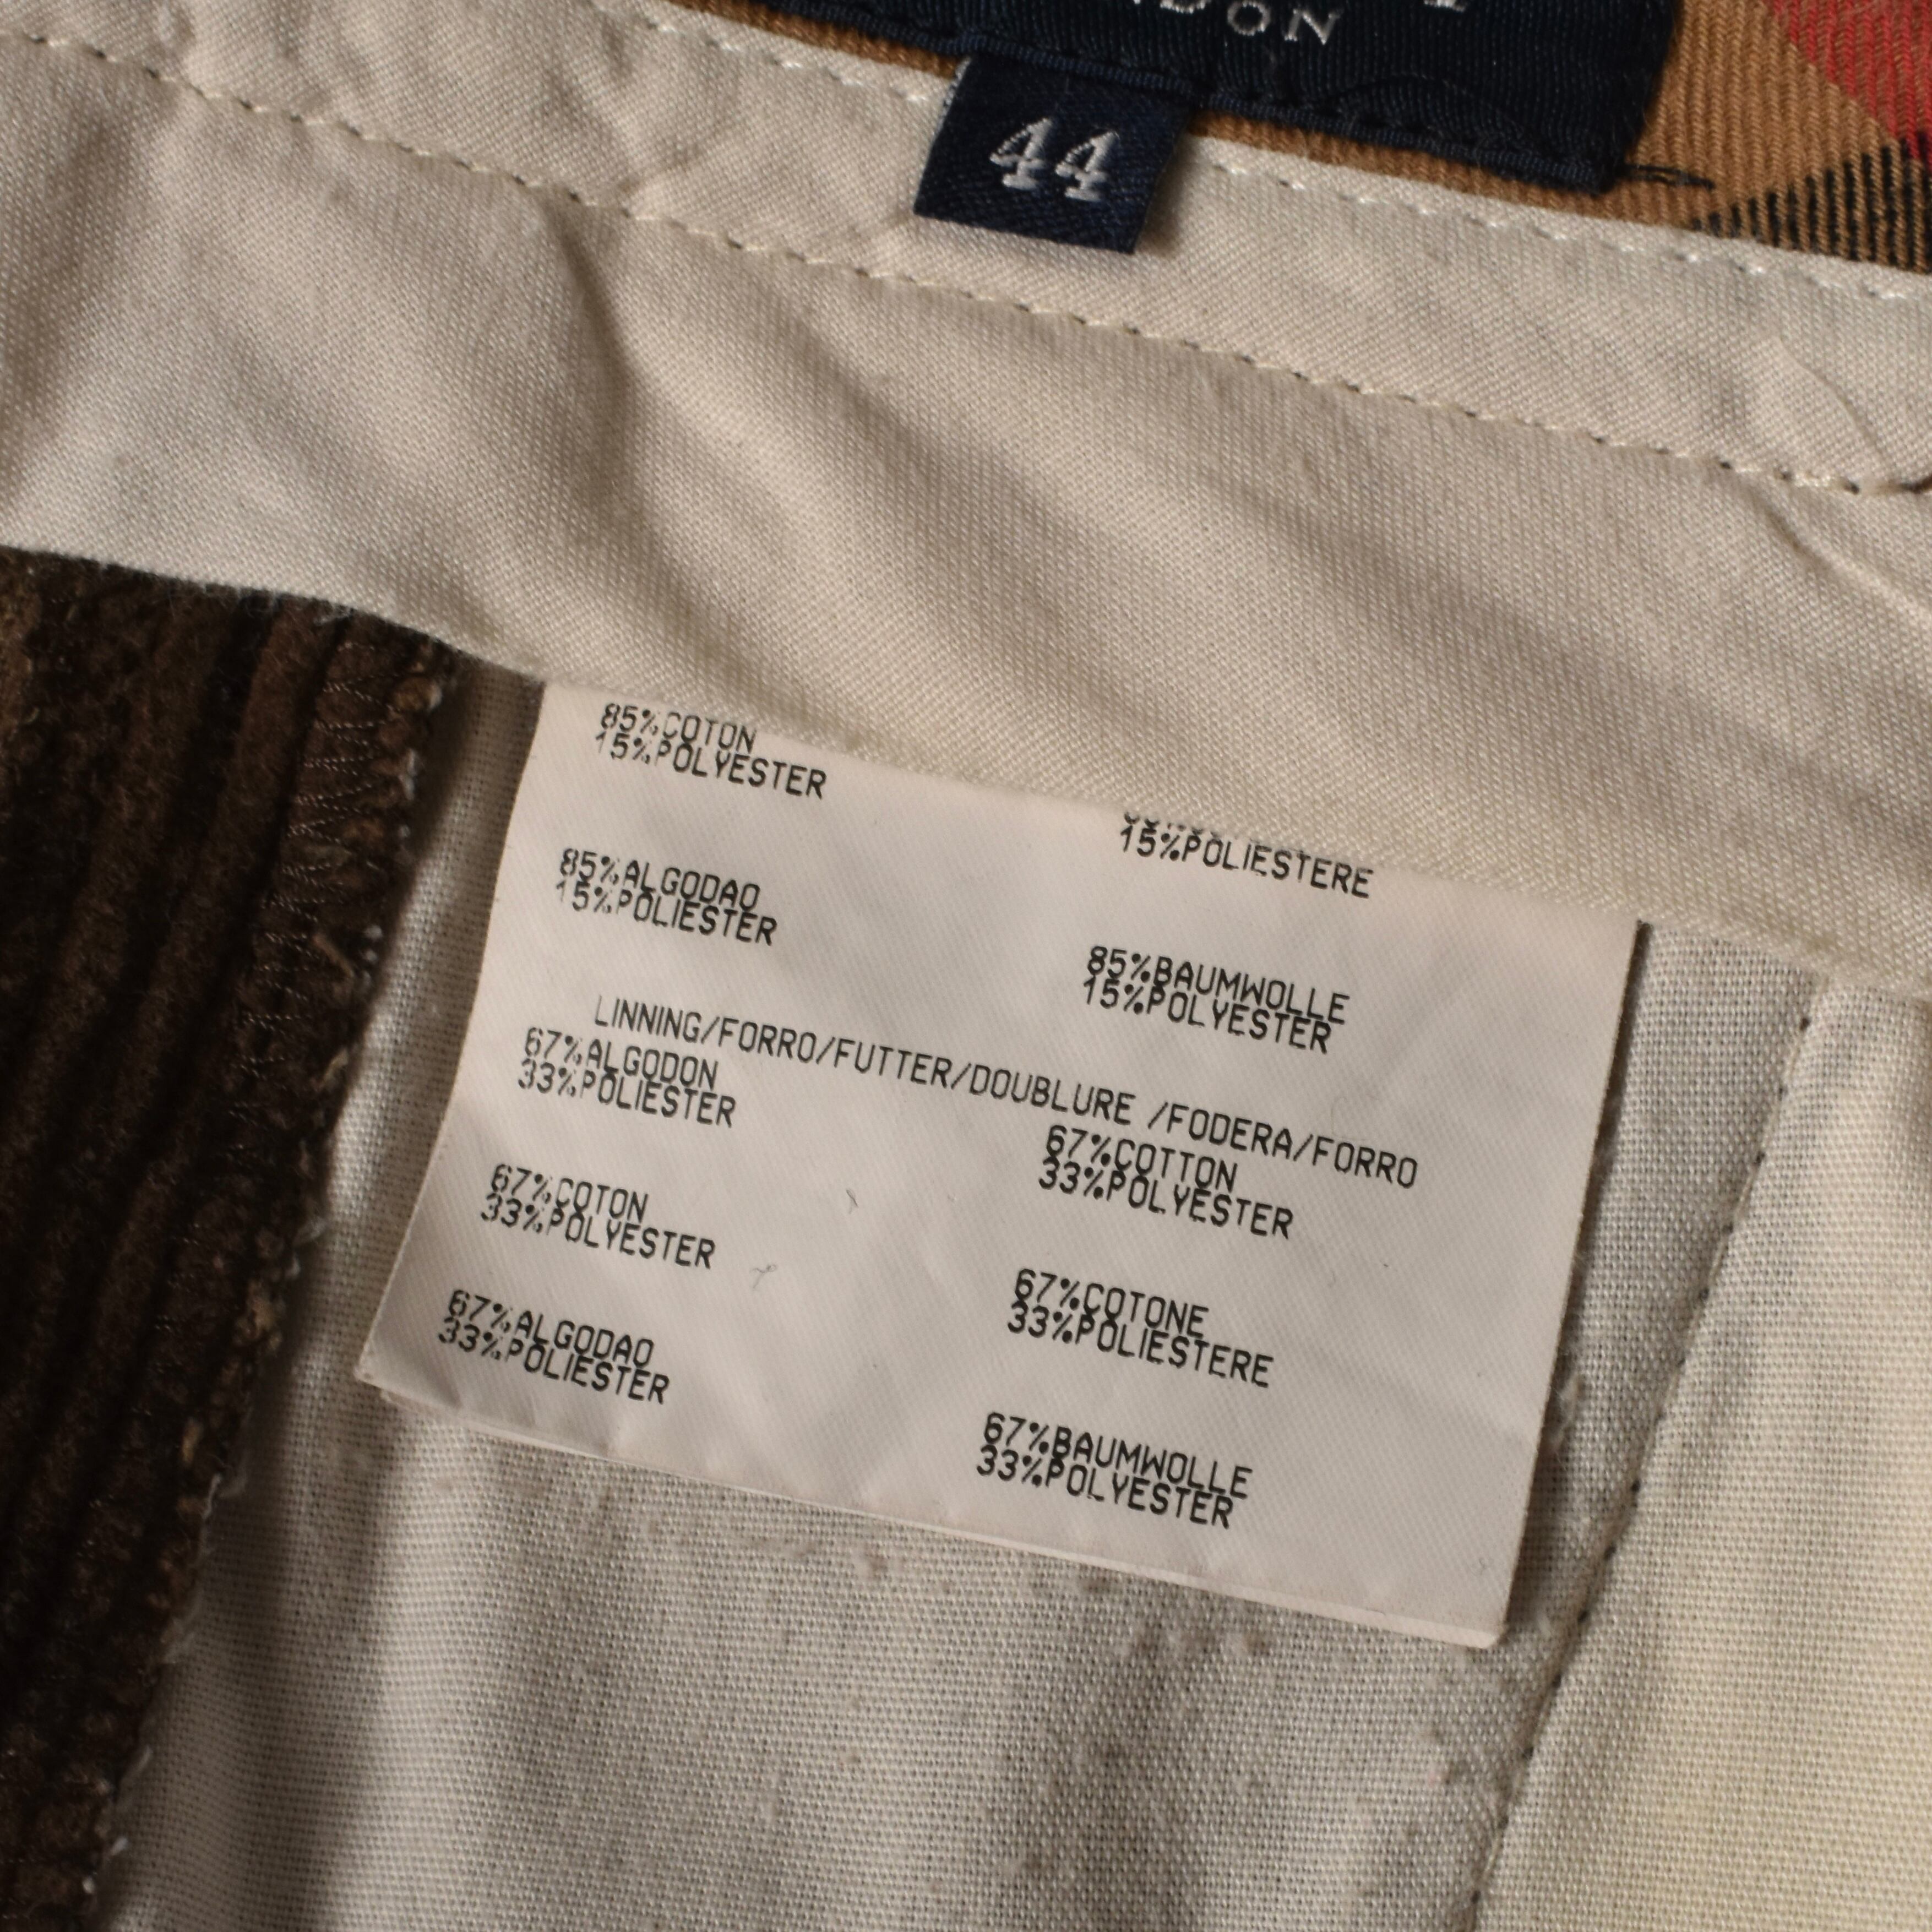 DON
44
85%COTON
15%POLYESTER
15%POLIESTERE
85%ALGODAO
15%POLIESTER
85%BAUMWOLLE
15%POLYESTER
LINNING/FORRO/FUTTER/DOUBLURE /FODERA/FORRO
67%ALGODON
33%POLIESTER
67%COTTON
33%POLYESTER
67%COTON
33%POLYESTER
67%COTONE
33%POLIESTERE
67%ALGODAO
33%POLIESTER
67%BAUMWOLLE
33%POLYESTER